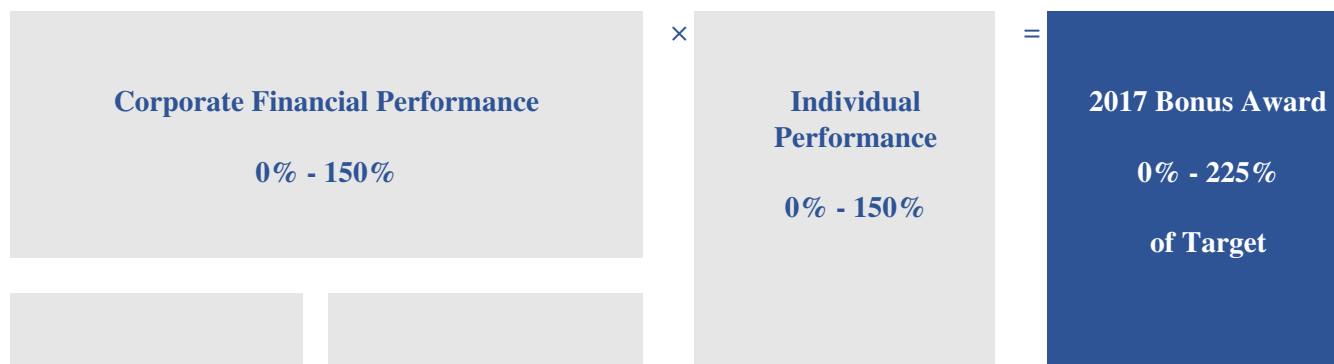 Corporate Financial Performance
0% - 150%
×
Individual
Performance
0% - 150%
=
2017 Bonus Award
0% - 225%
of Target